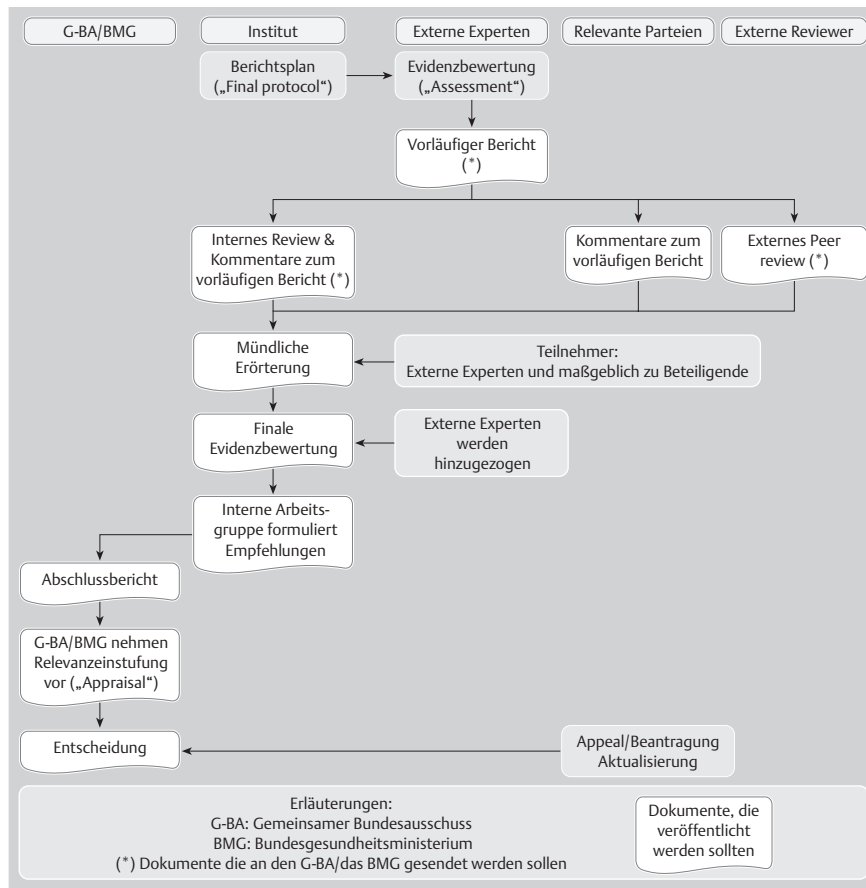 G-BA/BMG
Institut
Externe Experten
Relevante Parteien
Externe Reviewer
Berichtsplan
(„Final protocol“)
Evidenzbewertung
(„Assessment“)
Vorläufiger Bericht
(*)
Internes Review &
Kommentare zum
vorläufigen Bericht (*)
Kommentare zum
vorläufigen Bericht
Externes Peer
review (*)
Mündliche
Erörterung
Teilnehmer:
Externe Experten und maßgeblich zu Beteiligende
Finale
Evidenzbewertung
Externe Experten
werden
hinzugezogen
Interne Arbeits-
gruppe formuliert
Empfehlungen
Abschlussbericht
G-BA/BMG nehmen
Relevanzeinstufung
vor („Appraisal“)
Entscheidung
Appeal/Beantragung
Aktualisierung
Erläuterungen:
G-BA: Gemeinsamer Bundesausschuss
BMG: Bundesgesundheitsministerium
(*) Dokumente die an den G-BA/das BMG gesendet werden sollen
Dokumente, die
veröffentlicht
werden sollten